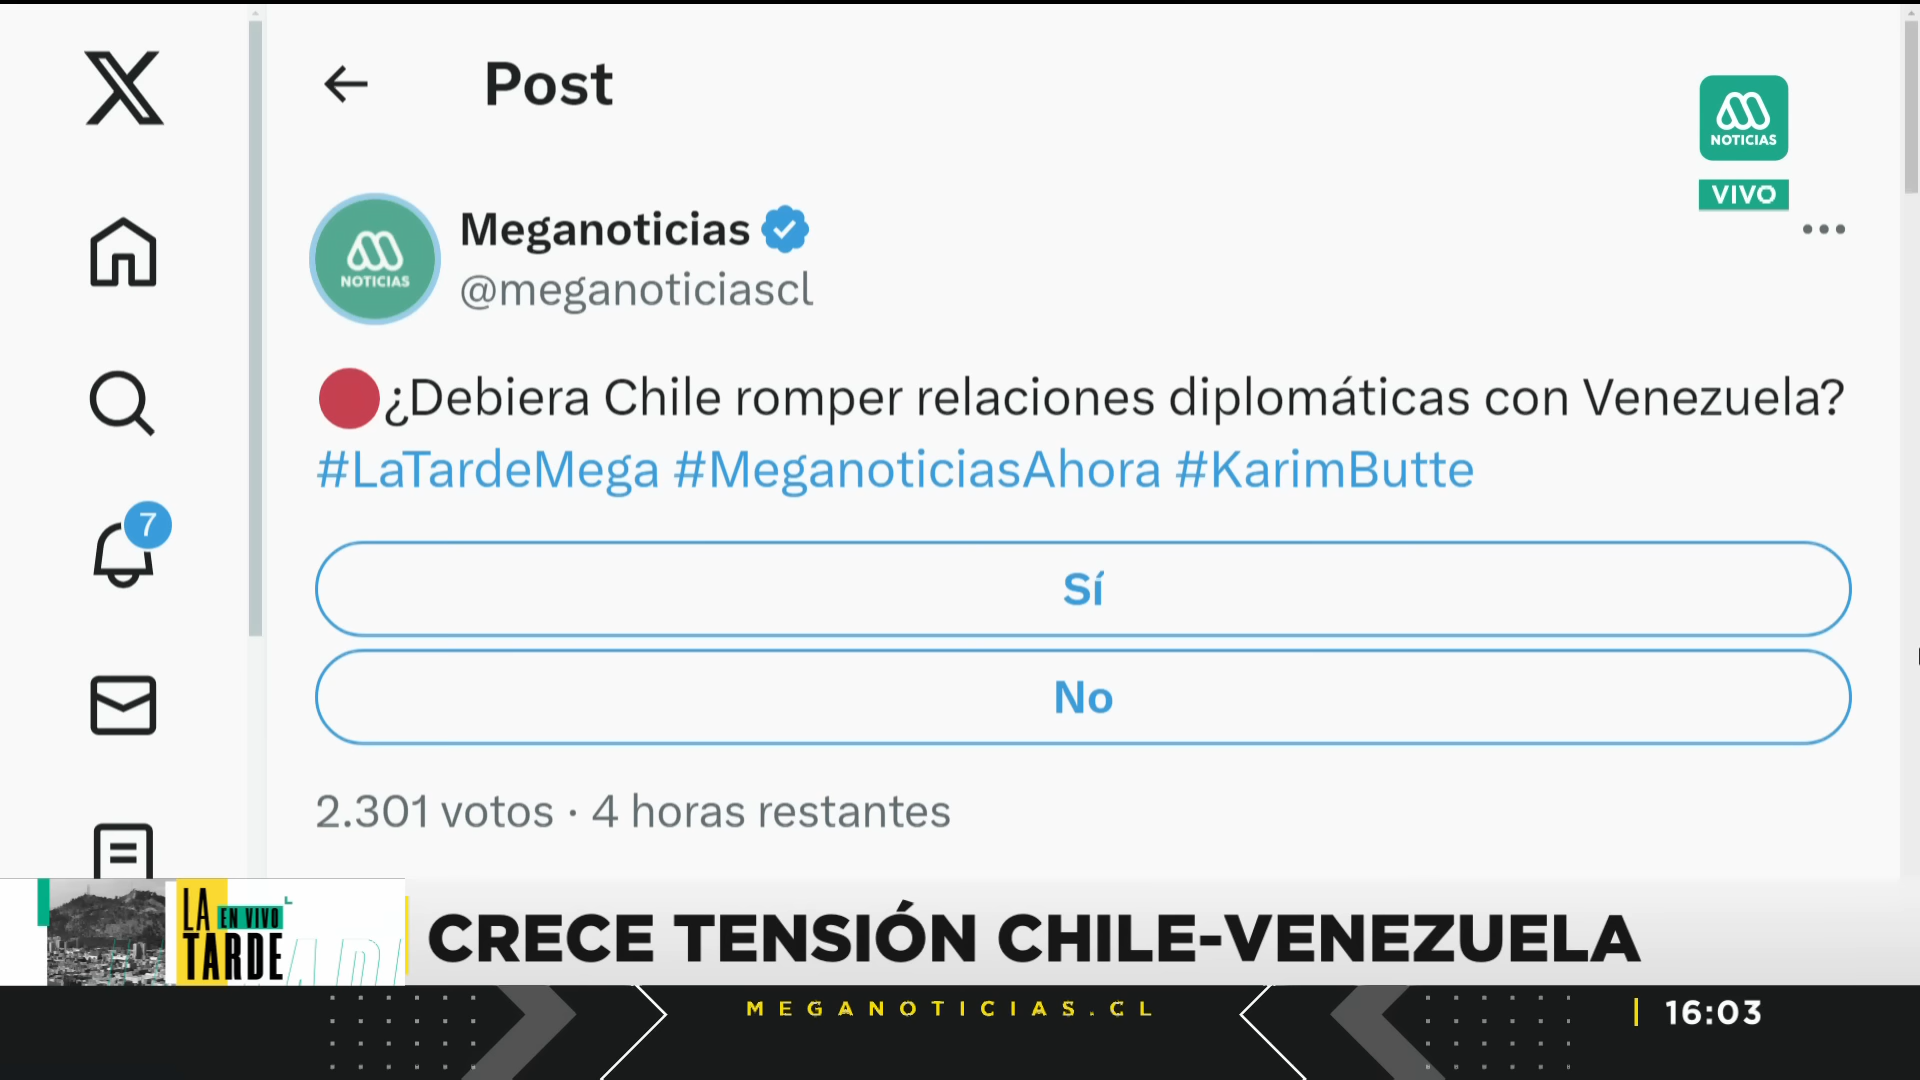 Post
NOTICIAS
VIVO
NOTICIAS
Meganoticias
@meganoticiascl
¿Debiera Chile romper relaciones diplomáticas con Venezuela?
#LaTardeMega #MeganoticiasAhora #KarimButte
7
Sí
No
2.301 votos · 4 horas restantes
LA
EN VIVO
TARDE
CRECE TENSIÓN CHILE-VENEZUELA
MEGANOTICIAS.CL
16:03